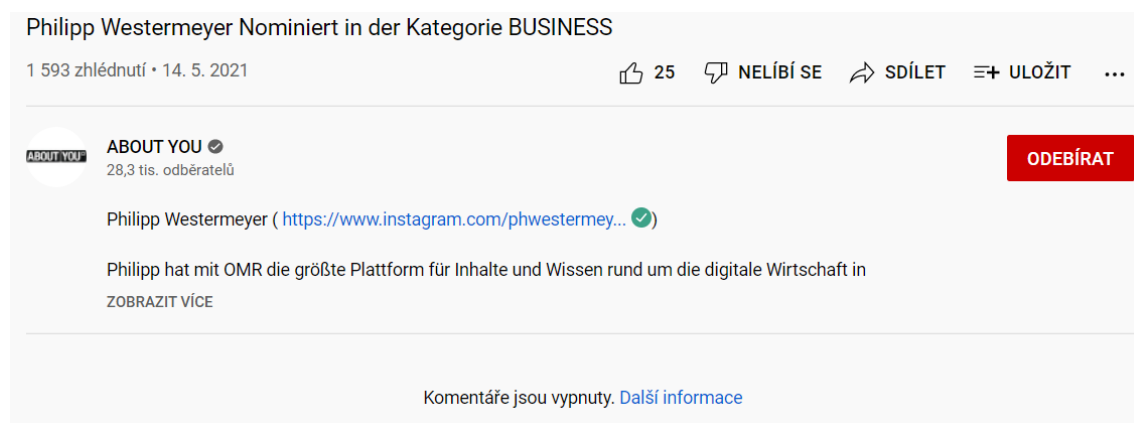 Philipp Westermeyer Nominiert in der Kategorie BUSINESS
1 593 zhlédnutí • 14. 5. 2021
25 NELÍBÍ SE SDÍLET ULOŽIT ...
ABOUT YOU
ABOUT YOU
28,3 tis. odběratelů
ODEBÍRAT
Philipp Westermeyer ( https://www.instagram.com/phwestermey... )
Philipp hat mit OMR die größte Plattform für Inhalte und Wissen rund um die digitale Wirtschaft in
ZOBRAZIT VÍCE
Komentáře jsou vypnuty. Další informace